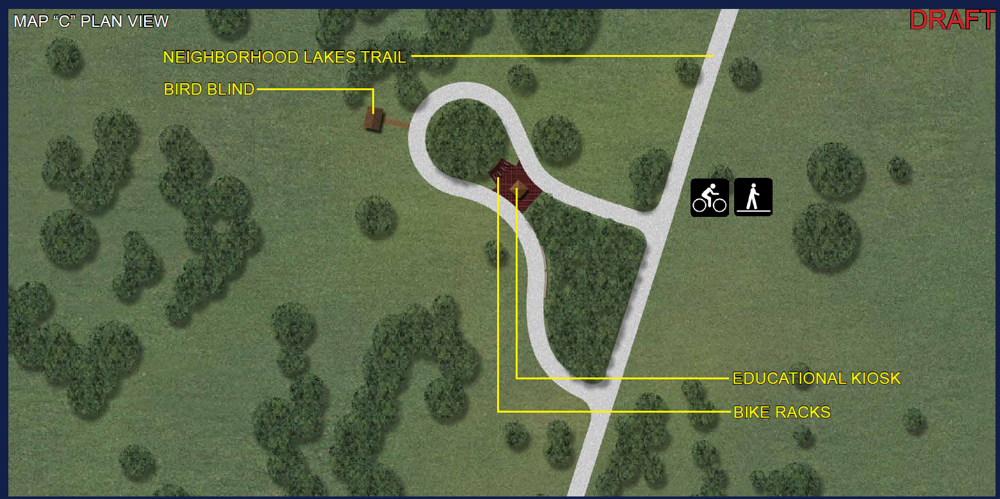 MAP “C” PLAN VIEW
DRAFT
NEIGHBORHOOD LAKES TRAIL
BIRD BLIND
EDUCATIONAL KIOSK
BIKE RACKS